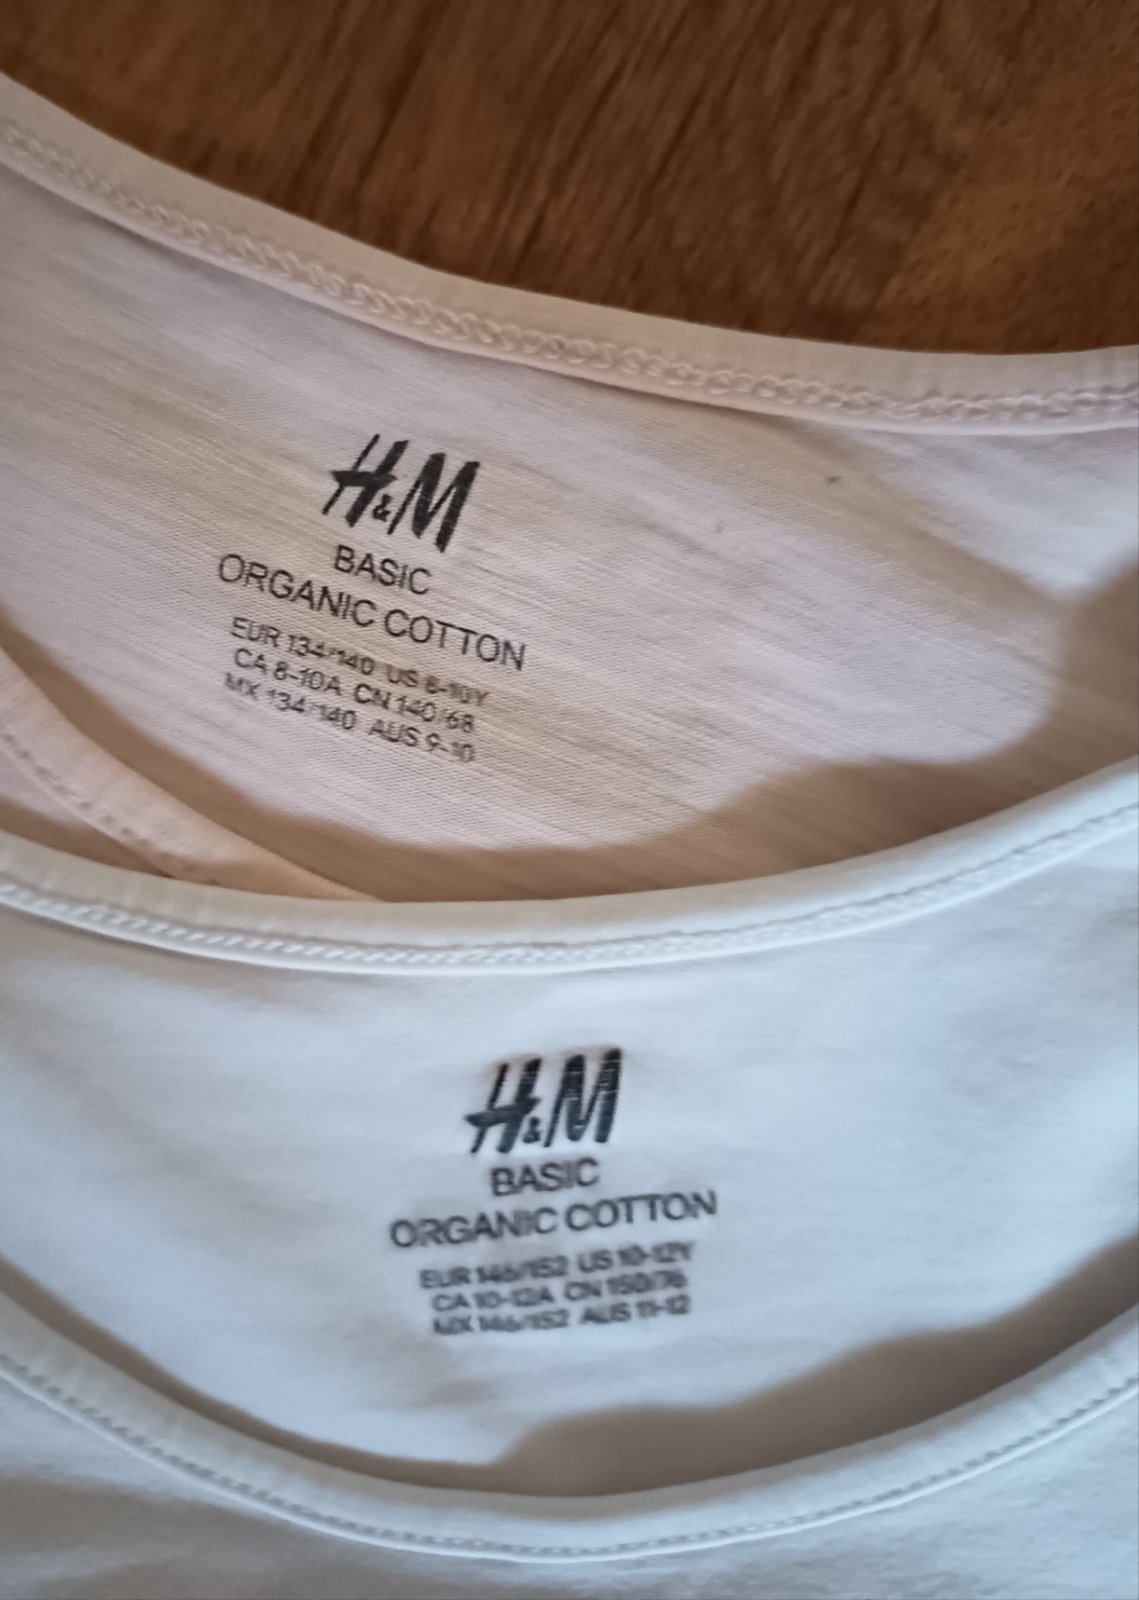 H&M
BASIC
ORGANIC COTTON
EUR 134/140 US 8-10Y
CA 8-10A CN 140/68
MX 134/140 AUS 9-10
H&M
BASIC
ORGANIC COTTON
EUR 146/152 US 10-12Y
CA 10-12A CN 150/76
MX 146/152 AUS 11-12